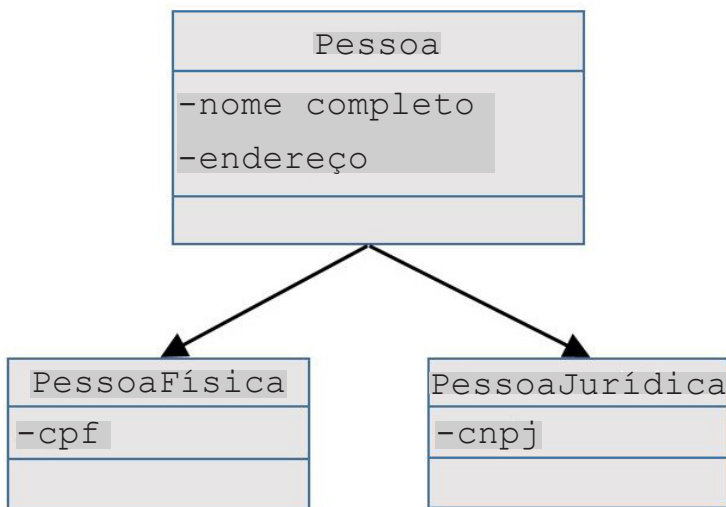 Pessoa
-nome completo
-endereço
PessoaFísica
-cpf
PessoaJurídica
-cnpj